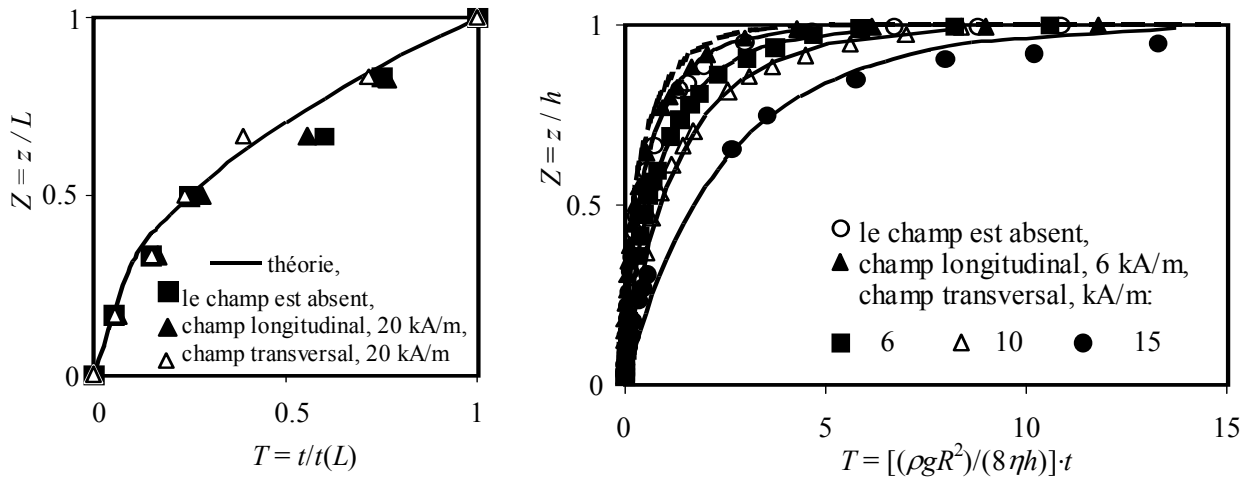 Z = z / L
1
0.5
0
théorie,
le champ est absent,
champ longitudinal, 20 kA/m,
champ transversal, 20 kA/m
0
0.5
1
T = t/t(L)
Z = z / h
1
0.5
0
le champ est absent,
champ longitudinal, 6 kA/m,
champ transversal, kA/m:
6 10 15
0
5
10
15
T = [(ρgR²)/(8ηh)]·t